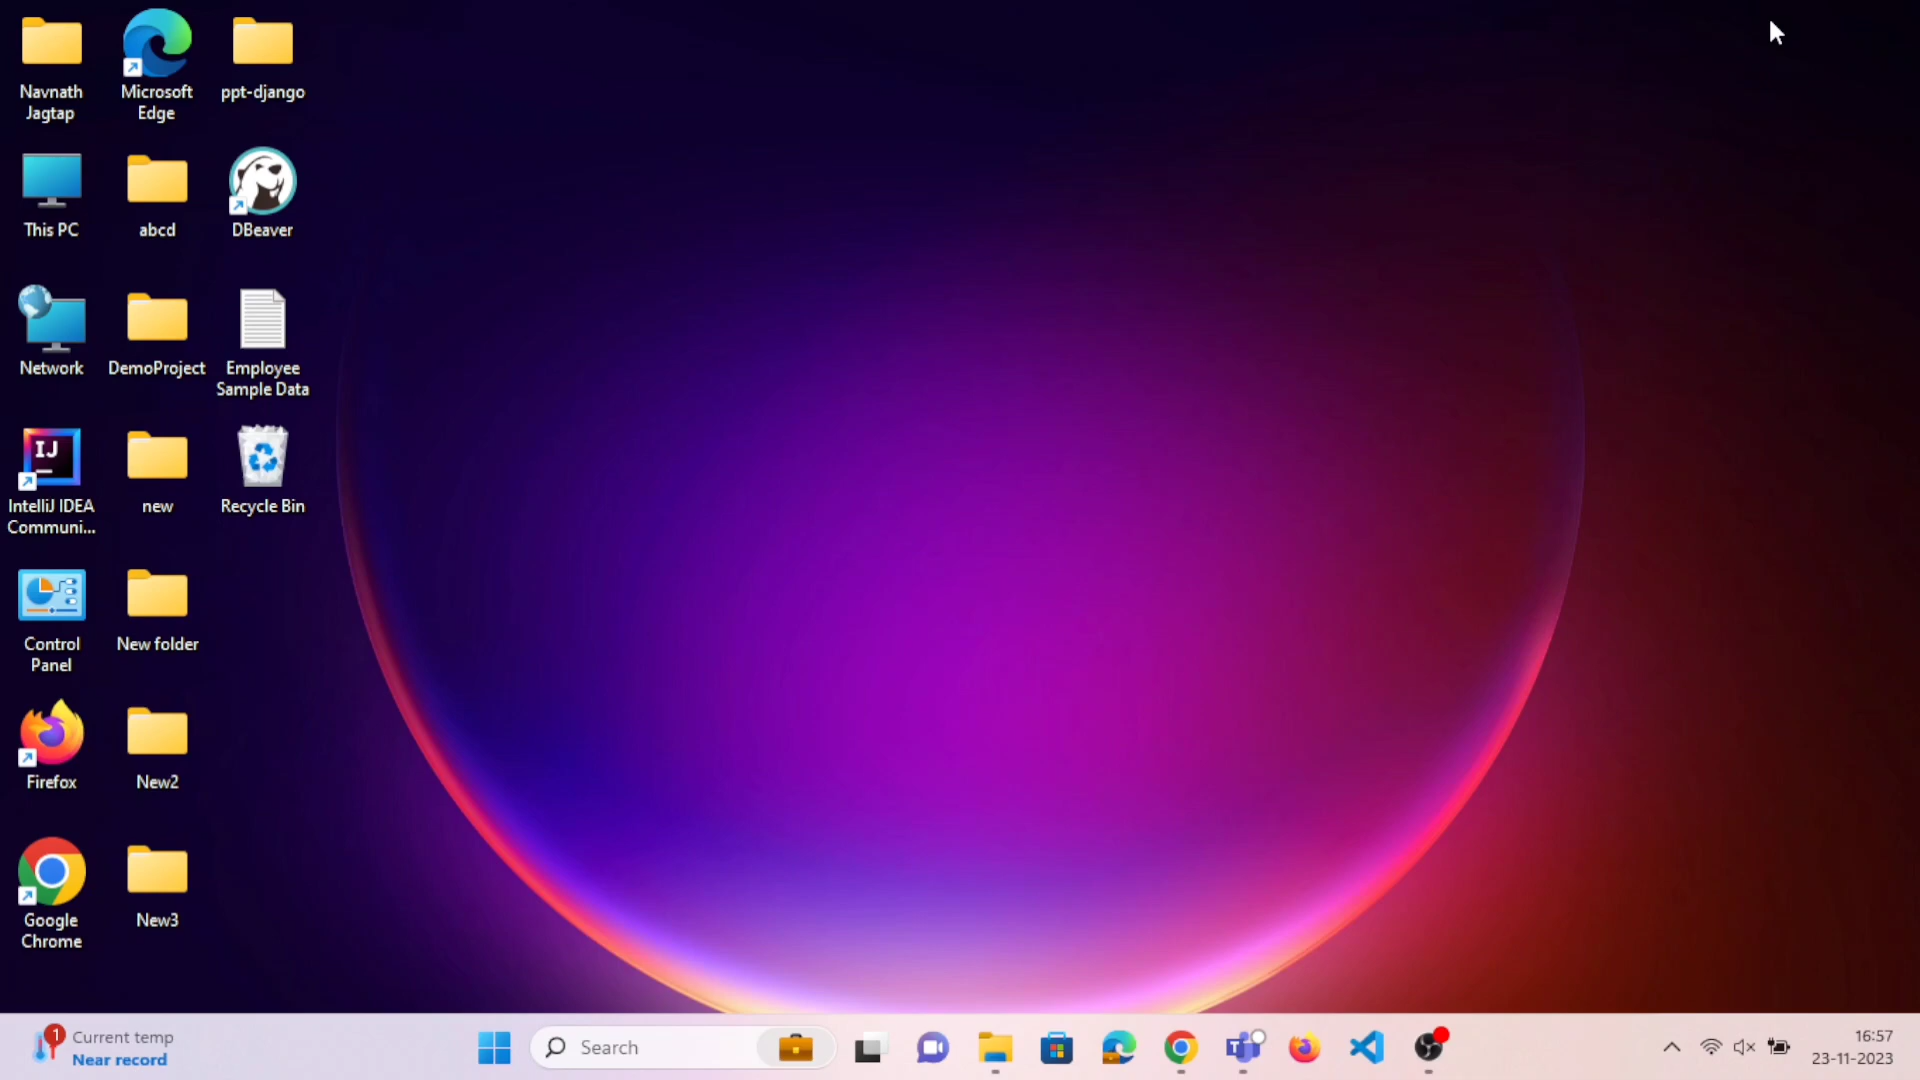 Navnath
Jagtap
Microsoft
Edge
ppt-django
This PC
abcd
DBeaver
Network
DemoProject
Employee
Sample Data
IJ
IntelliJ IDEA
Communi...
new
Recycle Bin
Control
Panel
New folder
Firefox
New2
Google
Chrome
New3
1
Current temp
Near record
Search
T
16:57
23-11-2023